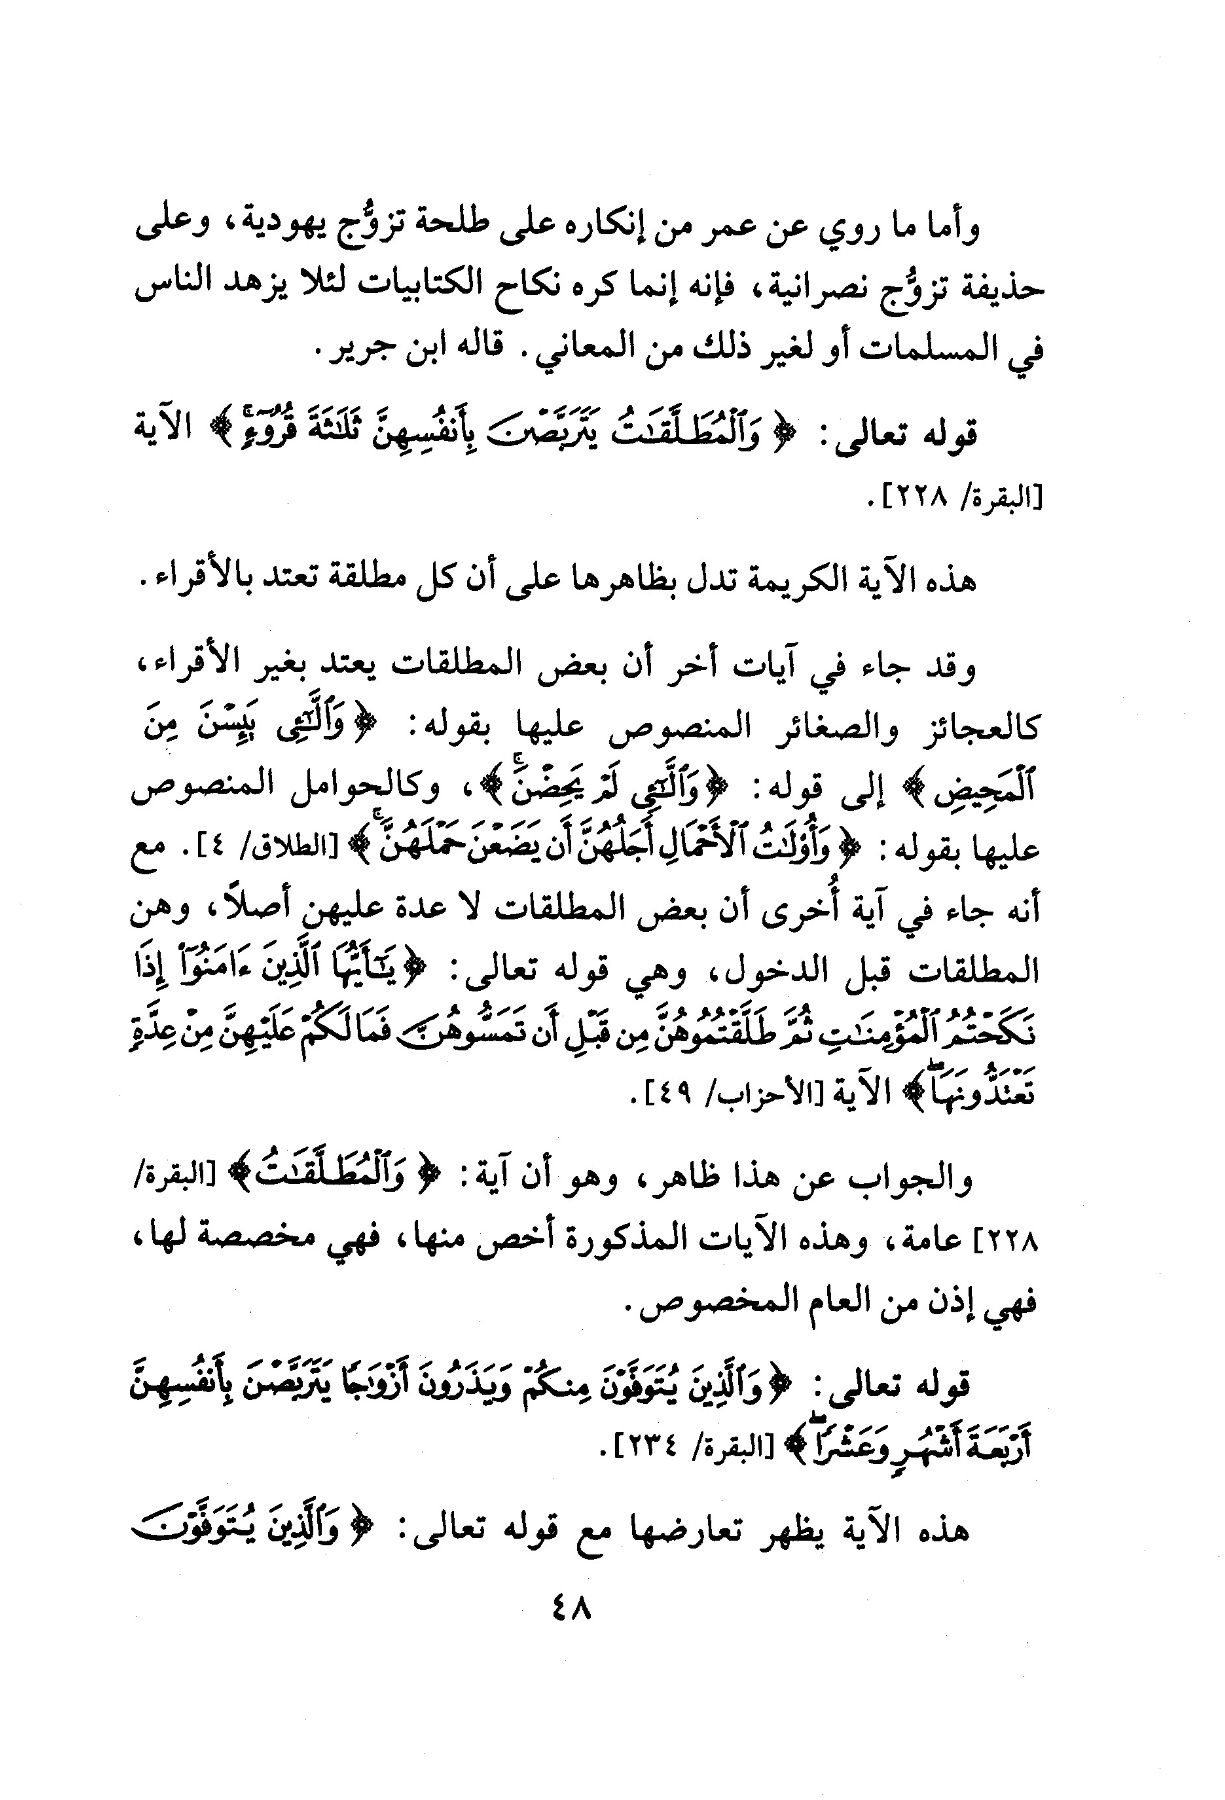 وأما ما روي عن عمر من إنكاره على طلحة تزوُّج يهودية، وعلى
حذيفة تزوُّج نصرانية، فإنه إنما كره نكاح الكتابيات لئلا يزهد الناس
في المسلمات أو لغير ذلك من المعاني. قاله ابن جرير.
قوله تعالى: ﴿ وَٱلْمُطَلَّقَٰتُ يَتَرَبَّصْنَ بِأَنفُسِهِنَّ ثَلَٰثَةَ قُرُوٓءٍۚ ﴾ الآية
[البقرة/ ٢٢٨].
هذه الآية الكريمة تدل بظاهرها على أن كل مطلقة تعتد بالأقراء.
وقد جاء في آيات أخر أن بعض المطلقات يعتد بغير الأقراء،
كالعجائز والصغائر المنصوص عليها بقوله: ﴿ وَٱلَّٰٓـِٔى يَئِسْنَ مِنَ
ٱلْمَحِيضِ ﴾ إلى قوله: ﴿وَٱلَّٰٓـِٔى لَمْ يَحِضْنَۚ﴾، وكالحوامل المنصوص
عليها بقوله: ﴿ وَأُو۟لَٰتُ ٱلْأَحْمَالِ أَجَلُهُنَّ أَن يَضَعْنَ حَمْلَهُنَّۚ﴾ [الطلاق/ ٤]. مع
أنه جاء في آية أُخرى أن بعض المطلقات لا عدة عليهن أصلاً، وهن
المطلقات قبل الدخول، وهي قوله تعالى: ﴿ يَٰٓأَيُّهَا ٱلَّذِينَ ءَامَنُوٓا۟ إِذَا
نَكَحْتُمُ ٱلْمُؤْمِنَٰتِ ثُمَّ طَلَّقْتُمُوهُنَّ مِن قَبْلِ أَن تَمَسُّوهُنَّ فَمَا لَكُمْ عَلَيْهِنَّ مِنْ عِدَّةٍ
تَعْتَدُّونَهَاۖ ﴾ الآية [الأحزاب/ ٤٩].
والجواب عن هذا ظاهر، وهو أن آية: ﴿ وَٱلْمُطَلَّقَٰتُ﴾ [البقرة/
٢٢٨] عامة، وهذه الآيات المذكورة أخص منها، فهي مخصصة لها،
فهي إذن من العام المخصوص.
قوله تعالى: ﴿ وَٱلَّذِينَ يُتَوَفَّوْنَ مِنكُمْ وَيَذَرُونَ أَزْوَٰجًا يَتَرَبَّصْنَ بِأَنفُسِهِنَّ
أَرْبَعَةَ أَشْهُرٍ وَعَشْرًاۖ ﴾ [البقرة/ ٢٣٤].
هذه الآية يظهر تعارضها مع قوله تعالى: ﴿ وَٱلَّذِينَ يُتَوَفَّوْنَ
٤٨